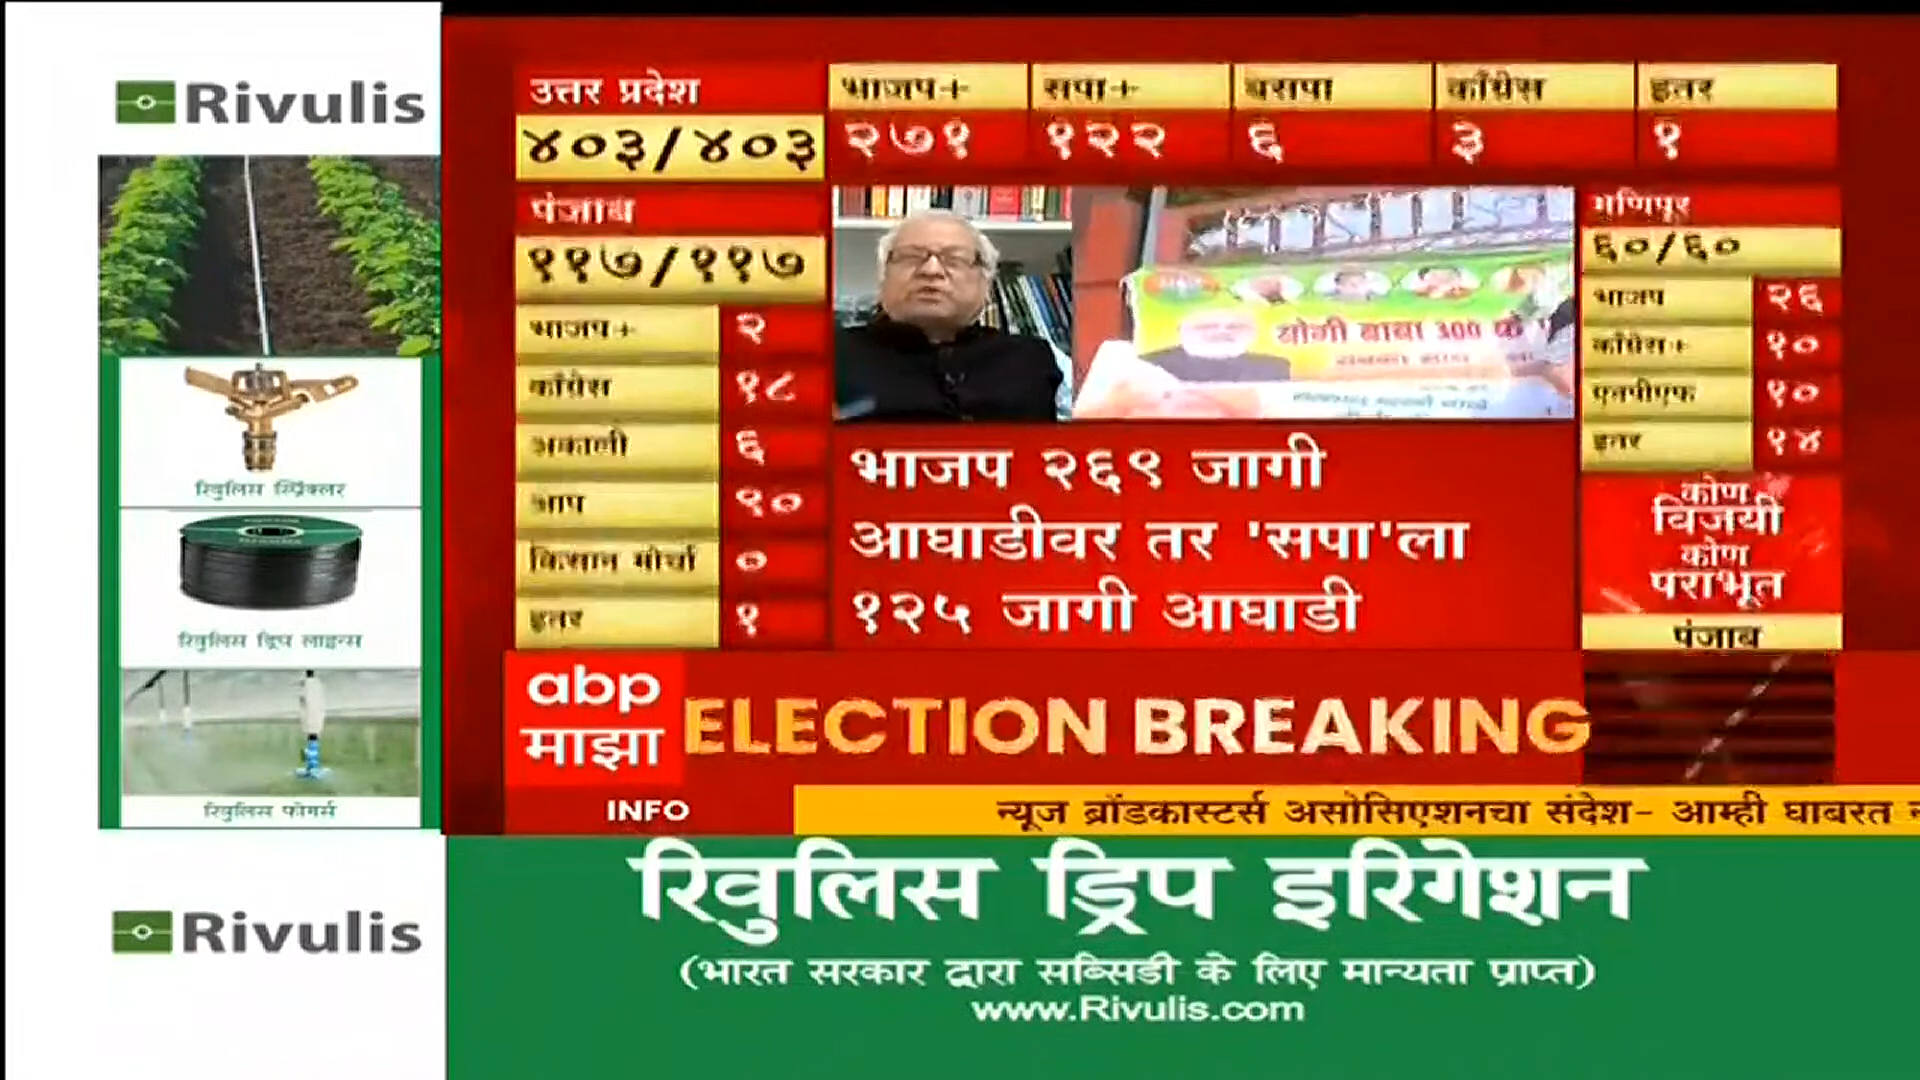 Rivulis
रिवुलिस स्प्रिंकलर
रिवुलिस ड्रिप लाइन्स
रिवुलिस फॉगर्स
Rivulis
उत्तर प्रदेश
४०३/४०३
भाजप+
२७१
सपा+
१२२
बसपा
६
काँग्रेस
३
इतर
१
पंजाब
११७/११७
भाजप+ २
काँग्रेस १८
अकाली ६
आप ९०
किसान मोर्चा ०
इतर १
योगी बाबा 300 के
भाजप २६९ जागी
आघाडीवर तर 'सपा'ला
१२५ जागी आघाडी
मणिपूर
६०/६०
भाजप २६
काँग्रेस+ १०
एनपीएफ १०
इतर १४
कोण
विजयी
कोण
पराभूत
पंजाब
abp
माझा
ELECTION BREAKING
INFO
न्यूज ब्रॉडकास्टर्स असोसिएशनचा संदेश- आम्ही घाबरत
रिवुलिस ड्रिप इरिगेशन
(भारत सरकार द्वारा सब्सिडी के लिए मान्यता प्राप्त)
www.Rivulis.com